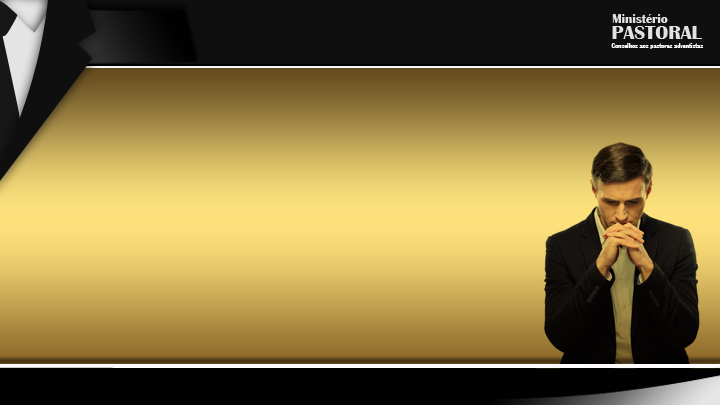 Ministério
PASTORAL
Conselhos aos pastores adventistas